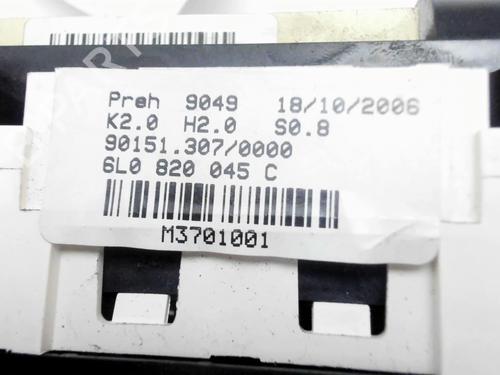 Preh 9049 18/10/2006
K2.0 H2.0 S0.8
90151.307/0000
6L0 820 045 C
M3701001